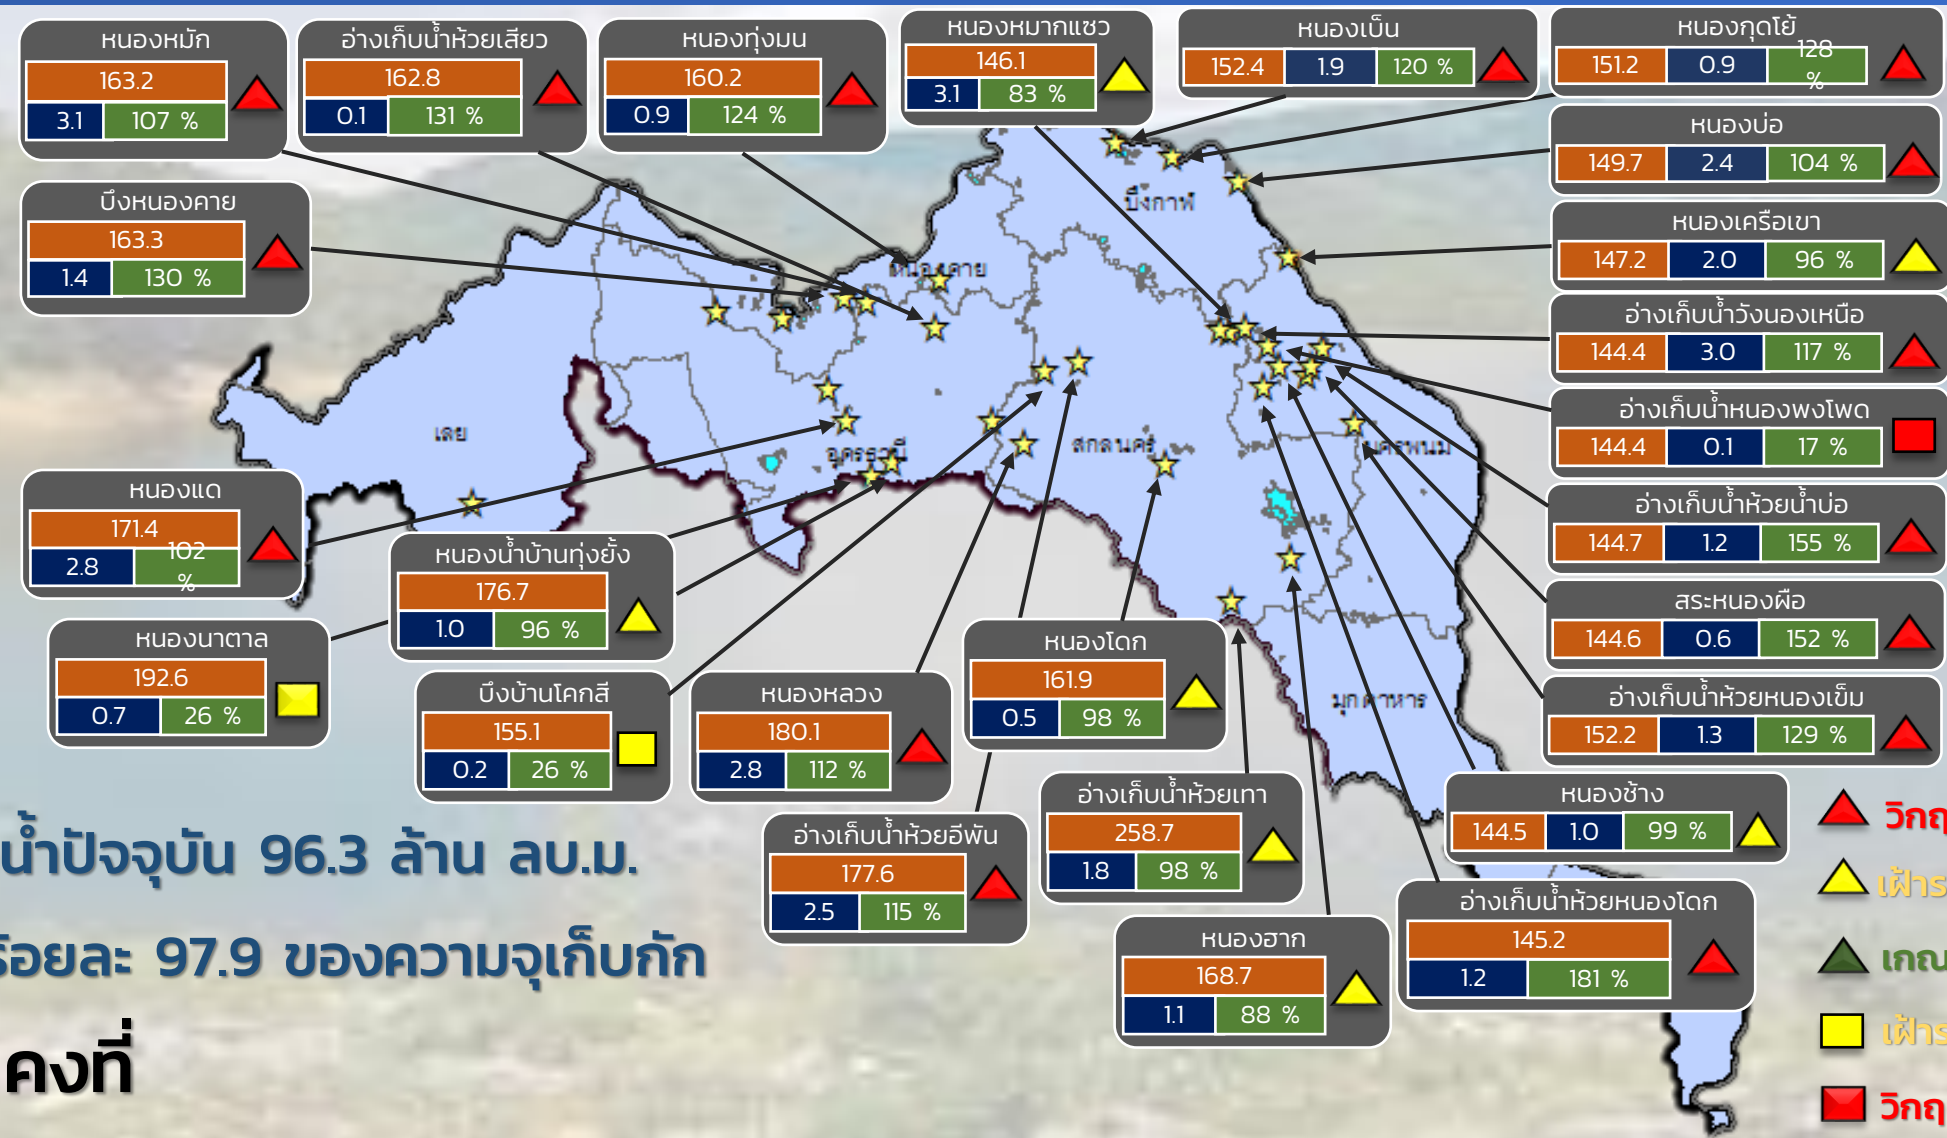 หนองหมัก
163.2
3.1 107 %
อ่างเก็บน้ำห้วยเสียว
162.8
0.1 131 %
หนองทุ่งมน
160.2
0.9 124 %
หนองหมากแซว
146.1
3.1 83 %
หนองเบ็น
152.4 1.9 120 %
หนองกุดโย้
151.2 0.9 128
%
หนองบ่อ
149.7 2.4 104 %
บึงหนองคาย
163.3
1.4 130 %
หนองเครือเขา
147.2 2.0 96 %
อ่างเก็บน้ำวังนองเหนือ
144.4 3.0 117 %
อ่างเก็บน้ำหนองพงโพด
144.4 0.1 17 %
อ่างเก็บน้ำห้วยน้ำบ่อ
144.7 1.2 155 %
สระหนองผือ
144.6 0.6 152 %
อ่างเก็บน้ำห้วยหนองเข็ม
152.2 1.3 129 %
บึงกาฬ
หนองคาย
เลย
อุดรธานี
สกลนคร
นครพนม
มุกดาหาร
หนองแด
171.4
2.8 102
%
หนองน้ำบ้านทุ่งยั้ง
176.7
1.0 96 %
หนองนาตาล
192.6
0.7 26 %
บึงบ้านโคกสี
155.1
0.2 26 %
หนองหลวง
180.1
2.8 112 %
หนองโดก
161.9
0.5 98 %
อ่างเก็บน้ำห้วยอีพัน
177.6
2.5 115 %
อ่างเก็บน้ำห้วยเทา
258.7
1.8 98 %
หนองช้าง
144.5 1.0 99 %
หนองฮาก
168.7
1.1 88 %
อ่างเก็บน้ำห้วยหนองโดก
145.2
1.2 181 %
น้ำปัจจุบัน 96.3 ล้าน ลบ.ม.
ร้อยละ 97.9 ของความจุเก็บกัก
คงที่
วิกฤ
เฝ้าร
เกณ
เฝ้าร
วิกฤ